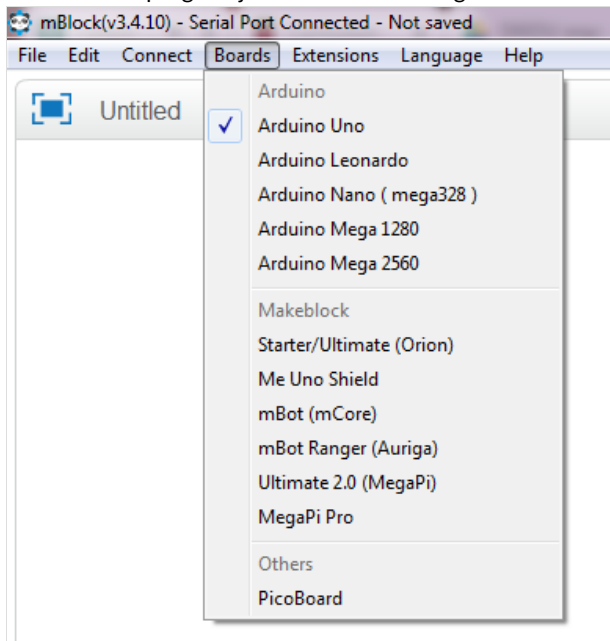 mBlock(v3.4.10) - Serial Port Connected - Not saved
File Edit Connect Boards Extensions Language Help
Untitled
Arduino
Arduino Uno
Arduino Leonardo
Arduino Nano ( mega328 )
Arduino Mega 1280
Arduino Mega 2560
Makeblock
Starter/Ultimate (Orion)
Me Uno Shield
mBot (mCore)
mBot Ranger (Auriga)
Ultimate 2.0 (MegaPi)
MegaPi Pro
Others
PicoBoard